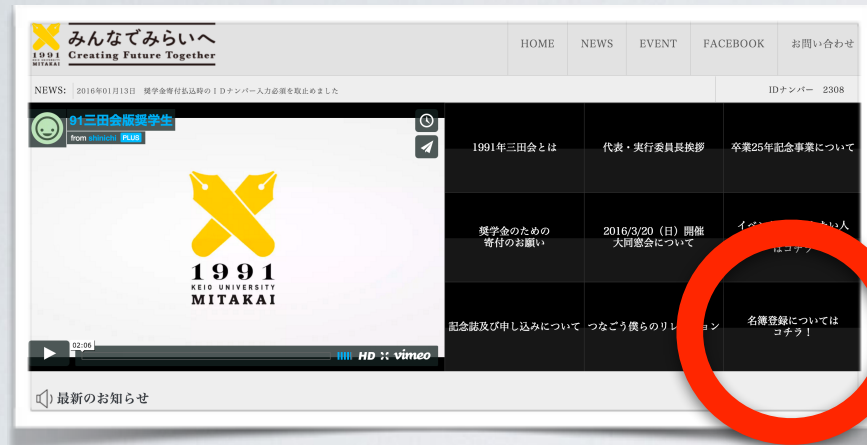 みんなでみらいへ
1991
MITAKAI
Creating Future Together
HOME
NEWS
EVENT
FACEBOOK
お問い合わせ
NEWS:
2016年01月13日 奨学金寄付払込時のIDナンバー入力必須を取止めました
IDナンバー 2308
91三田会版奨学生
from shinichi PLUS
1991
KEIO UNIVERSITY
MITAKAI
02:06
HD
vimeo
1991年三田会とは
代表・実行委員長挨拶
卒業25年記念事業について
奨学金のための
寄付のお願い
2016/3/20（日）開催
大同窓会について
はコチラ
記念誌及び申し込みについて
つなごう僕らのリレ
ョン
名簿登録については
コチラ！
最新のお知らせ